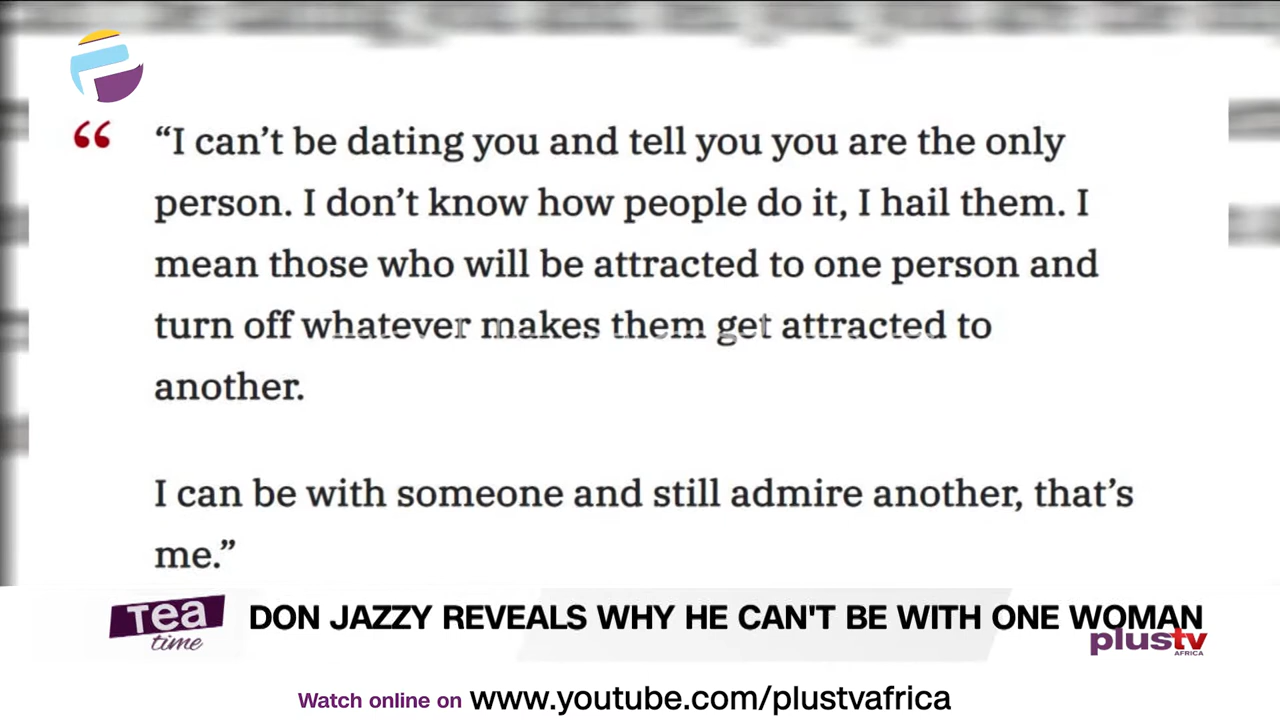 “I can’t be dating you and tell you you are the only
person. I don’t know how people do it, I hail them. I
mean those who will be attracted to one person and
turn off whatever makes them get attracted to
another.
I can be with someone and still admire another, that’s
me.”
Tea
time
DON JAZZY REVEALS WHY HE CAN'T BE WITH ONE WOMAN
plustv
AFRICA
Watch online on www.youtube.com/plustvafrica